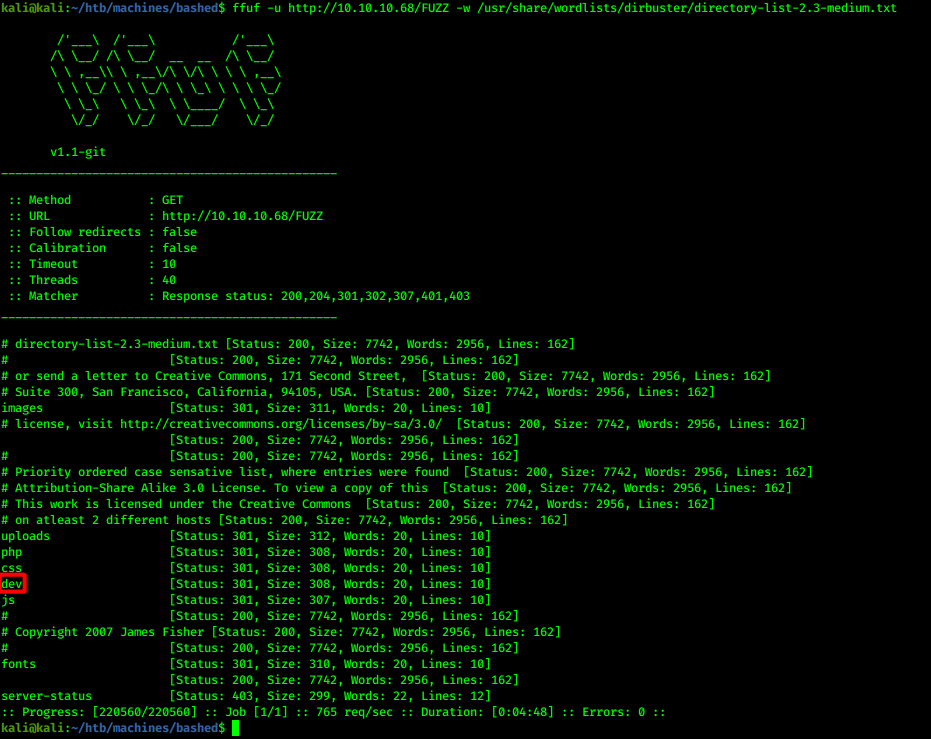 kali@kali:~/htb/machines/bashed$ ffuf -u http://10.10.10.68/FUZZ -w /usr/share/wordlists/dirbuster/directory-list-2.3-medium.txt

        /'___\  /'___\           /'___\
       /\ \__/ /\ \__/  __  __  /\ \__/
       \ \ ,__\\ \ ,__\/\ \/\ \ \ \ ,__\
        \ \ \_/ \ \ \_/\ \ \_\ \ \ \ \_/
         \ \_\   \ \_\  \ \____/  \ \_\
          \/_/    \/_/   \/___/    \/_/

       v1.1-git
________________________________________________

 :: Method           : GET
 :: URL              : http://10.10.10.68/FUZZ
 :: Follow redirects : false
 :: Calibration      : false
 :: Timeout          : 10
 :: Threads          : 40
 :: Matcher          : Response status: 200,204,301,302,307,401,403
________________________________________________

# directory-list-2.3-medium.txt [Status: 200, Size: 7742, Words: 2956, Lines: 162]
#                       [Status: 200, Size: 7742, Words: 2956, Lines: 162]
# or send a letter to Creative Commons, 171 Second Street,  [Status: 200, Size: 7742, Words: 2956, Lines: 162]
# Suite 300, San Francisco, California, 94105, USA. [Status: 200, Size: 7742, Words: 2956, Lines: 162]
images                  [Status: 301, Size: 311, Words: 20, Lines: 10]
# license, visit http://creativecommons.org/licenses/by-sa/3.0/  [Status: 200, Size: 7742, Words: 2956, Lines: 162]
                        [Status: 200, Size: 7742, Words: 2956, Lines: 162]
#                       [Status: 200, Size: 7742, Words: 2956, Lines: 162]
# Priority ordered case sensative list, where entries were found  [Status: 200, Size: 7742, Words: 2956, Lines: 162]
# Attribution-Share Alike 3.0 License. To view a copy of this  [Status: 200, Size: 7742, Words: 2956, Lines: 162]
# This work is licensed under the Creative Commons  [Status: 200, Size: 7742, Words: 2956, Lines: 162]
# on atleast 2 different hosts [Status: 200, Size: 7742, Words: 2956, Lines: 162]
uploads                 [Status: 301, Size: 312, Words: 20, Lines: 10]
php                     [Status: 301, Size: 308, Words: 20, Lines: 10]
css                     [Status: 301, Size: 308, Words: 20, Lines: 10]
dev                     [Status: 301, Size: 308, Words: 20, Lines: 10]
js                      [Status: 301, Size: 307, Words: 20, Lines: 10]
#                       [Status: 200, Size: 7742, Words: 2956, Lines: 162]
# Copyright 2007 James Fisher [Status: 200, Size: 7742, Words: 2956, Lines: 162]
#                       [Status: 200, Size: 7742, Words: 2956, Lines: 162]
fonts                   [Status: 301, Size: 310, Words: 20, Lines: 10]
                        [Status: 200, Size: 7742, Words: 2956, Lines: 162]
server-status           [Status: 403, Size: 299, Words: 22, Lines: 12]
:: Progress: [220560/220560] :: Job [1/1] :: 765 req/sec :: Duration: [0:04:48] :: Errors: 0 ::
kali@kali:~/htb/machines/bashed$